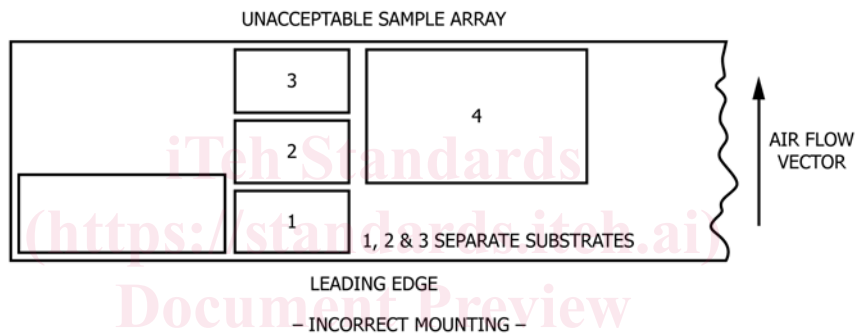 UNACCEPTABLE SAMPLE ARRAY
3
4
2
AIR FLOW
VECTOR
iTeh Standards
1
1, 2 & 3 SEPARATE SUBSTRATES
(https://standards.iteh.ai)
LEADING EDGE
Document Preview
– INCORRECT MOUNTING –